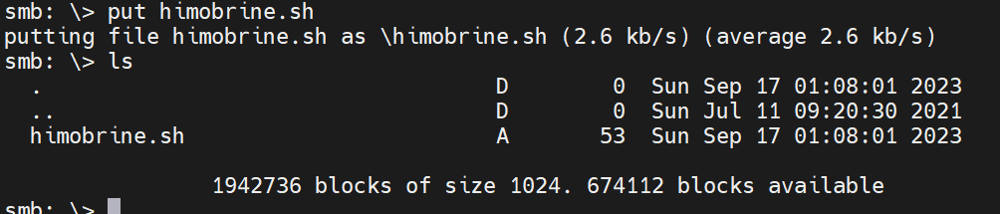 smb: \> put himobrine.sh
putting file himobrine.sh as \himobrine.sh (2.6 kb/s) (average 2.6 kb/s)
smb: \> ls
  .                                   D        0  Sun Sep 17 01:08:01 2023
  ..                                  D        0  Sun Jul 11 09:20:30 2021
  himobrine.sh                        A       53  Sun Sep 17 01:08:01 2023
                1942736 blocks of size 1024. 674112 blocks available
smb: \>